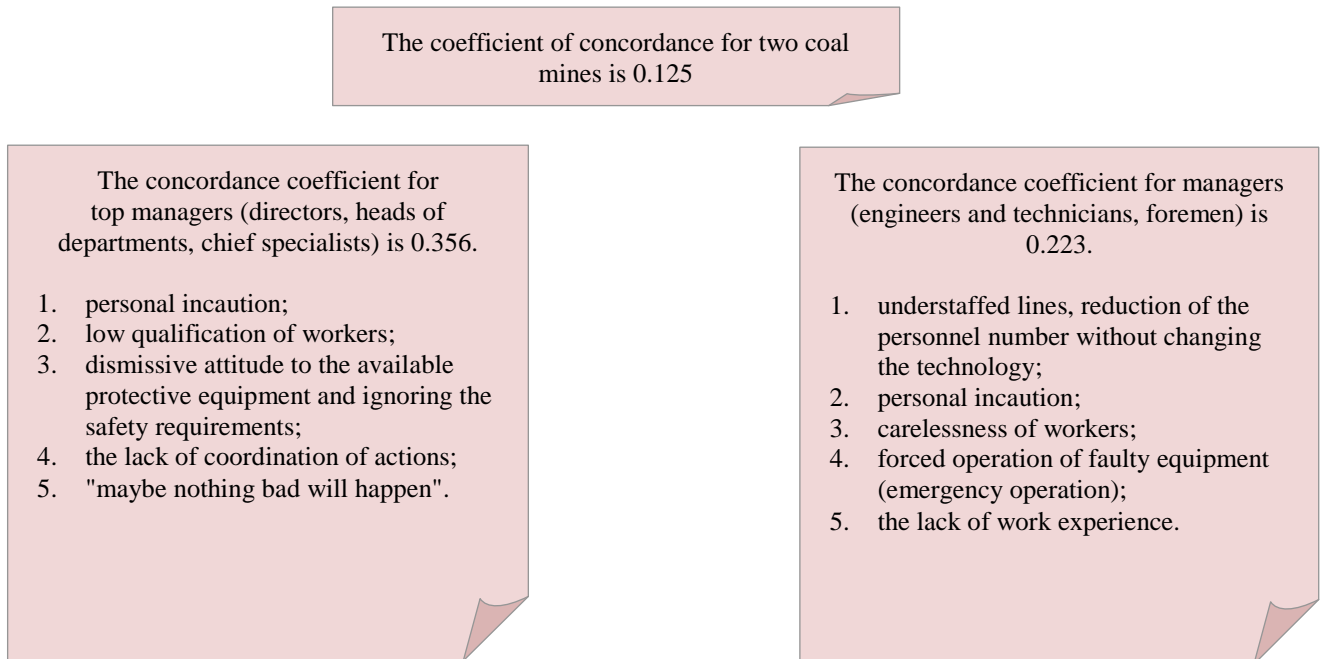 The coefficient of concordance for two coal
mines is 0.125
The concordance coefficient for
top managers (directors, heads of
departments, chief specialists) is 0.356.
1. personal incaution;
2. low qualification of workers;
3. dismissive attitude to the available
protective equipment and ignoring the
safety requirements;
4. the lack of coordination of actions;
5. "maybe nothing bad will happen".
The concordance coefficient for managers
(engineers and technicians, foremen) is
0.223.
1. understaffed lines, reduction of the
personnel number without changing
the technology;
2. personal incaution;
3. carelessness of workers;
4. forced operation of faulty equipment
(emergency operation);
5. the lack of work experience.